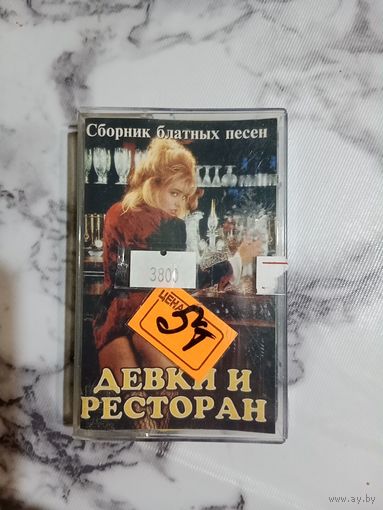 Сборник блатных песен
3800
ЦЕНА
ДЕВКИ И
РЕСТОРАН
www.ay.by